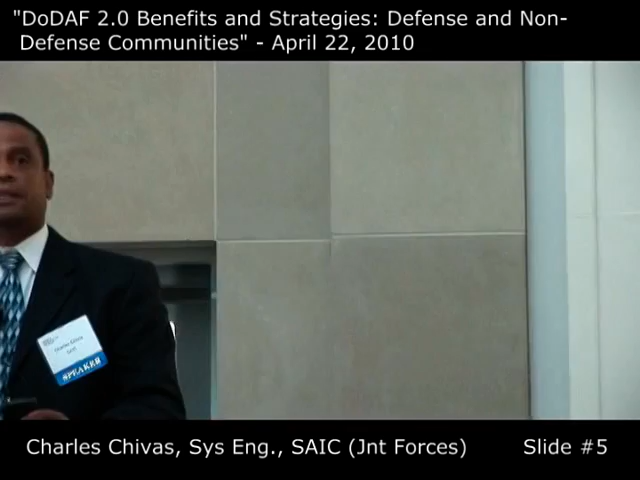 "DoDAF 2.0 Benefits and Strategies: Defense and Non-
Defense Communities" - April 22, 2010
SPEAKER
Charles Chivas, Sys Eng., SAIC (Jnt Forces) Slide #5